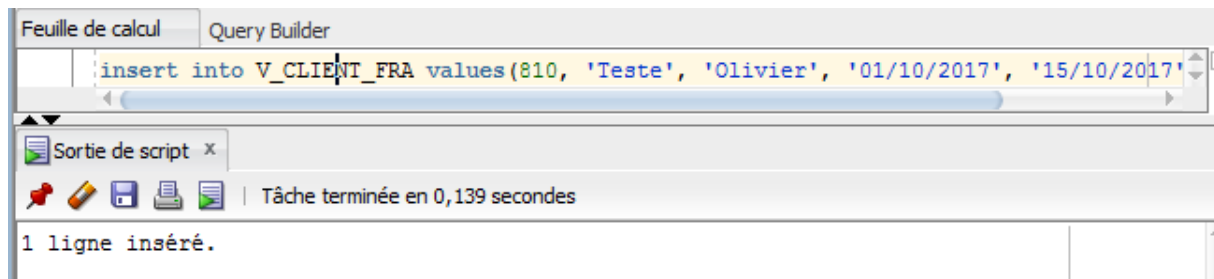 Feuille de calcul Query Builder
insert into V_CLIENT_FRA values(810, 'Teste', 'Olivier', '01/10/2017', '15/10/2017'
Sortie de script x
Tâche terminée en 0,139 secondes
1 ligne inséré.